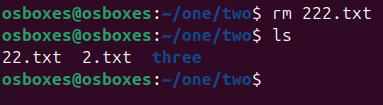 osboxes@osboxes:~/one/two$ rm 222.txt
osboxes@osboxes:~/one/two$ ls
22.txt  2.txt  three
osboxes@osboxes:~/one/two$